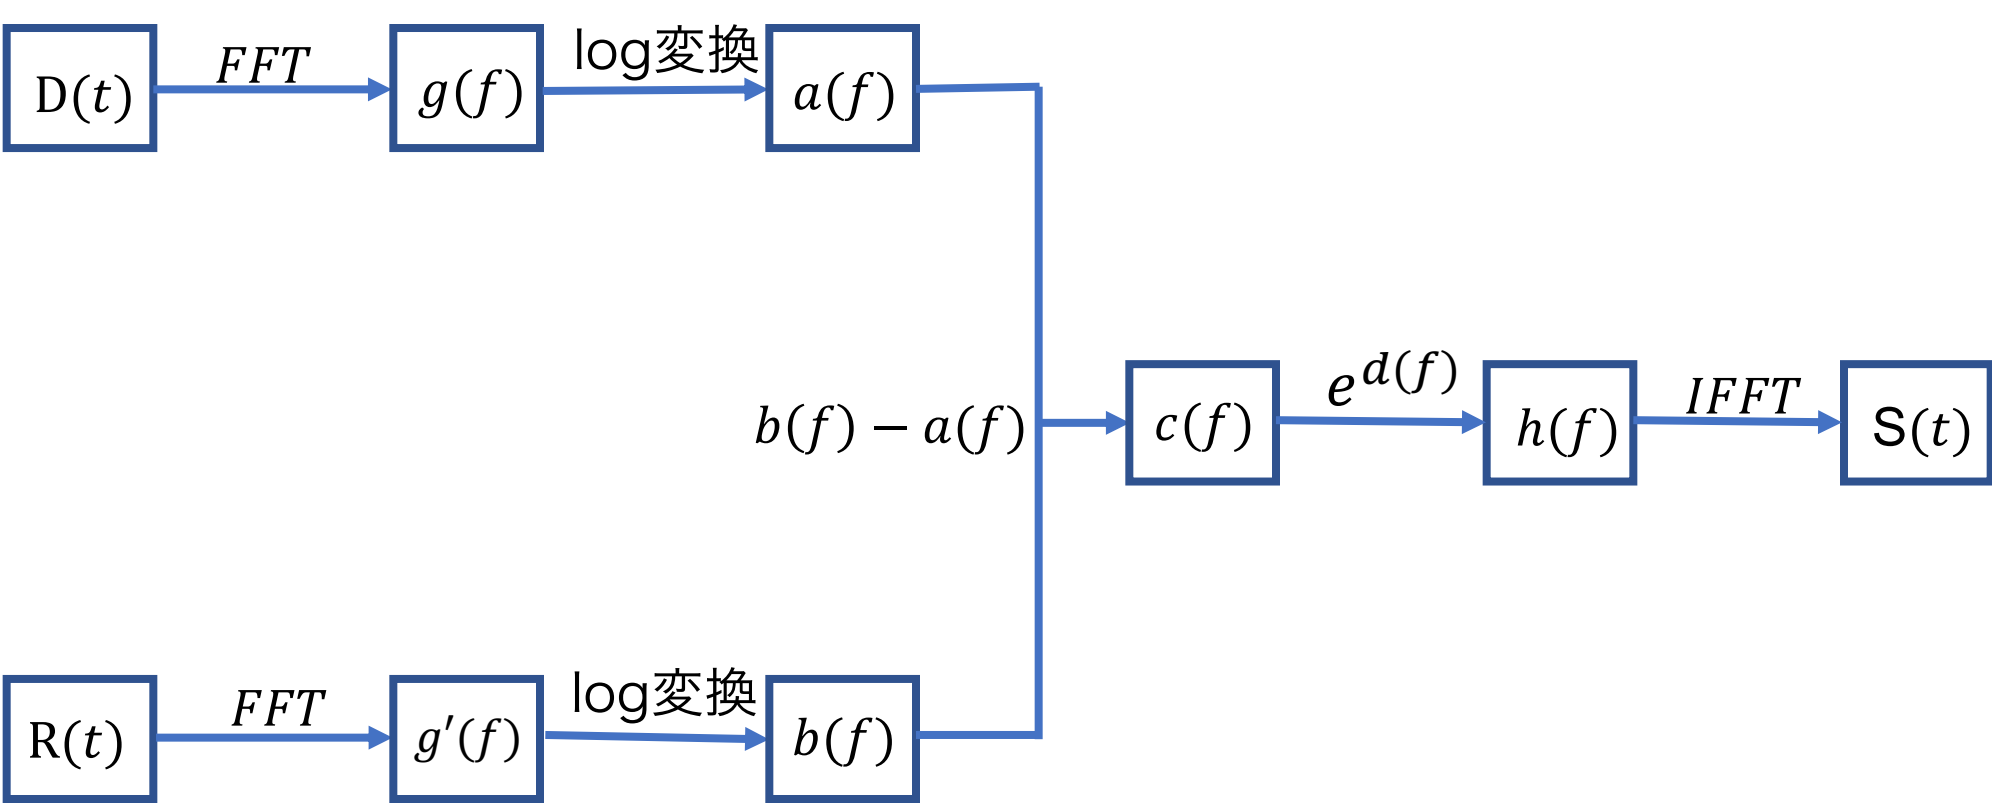 D(t)
FFT
g(f)
log変換
a(f)
b(f) − a(f)
c(f)
e^{d(f)}
h(f)
IFFT
S(t)
R(t)
FFT
g′(f)
log変換
b(f)